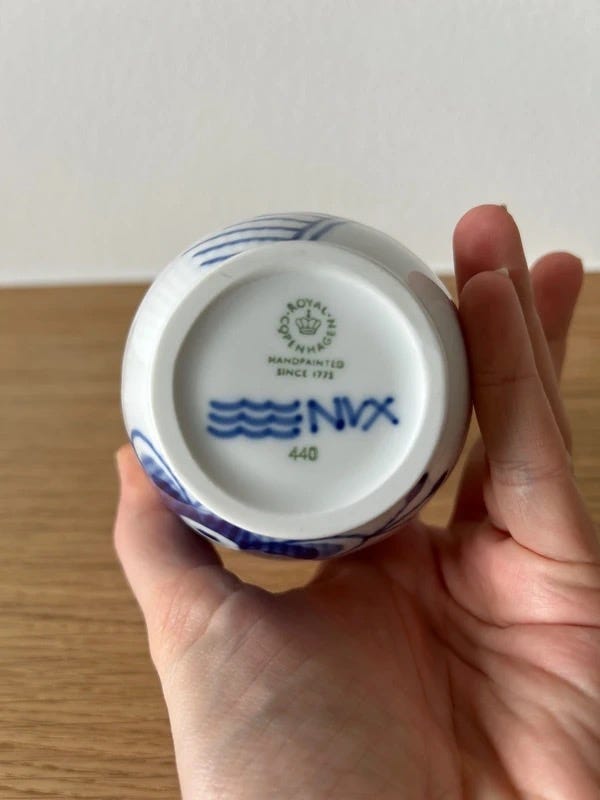 ROYAL COPENHAGEN
HANDPAINTED
SINCE 1775
NVX
440